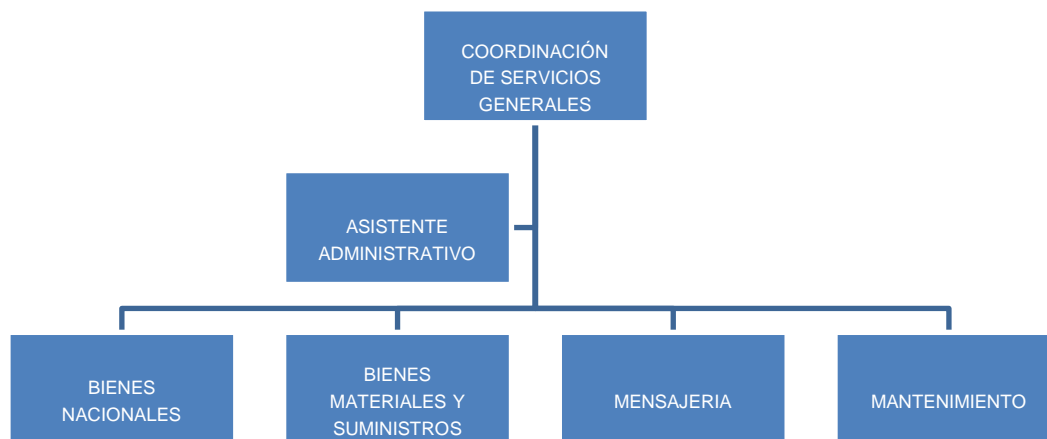 COORDINACIÓN
DE SERVICIOS
GENERALES
ASISTENTE
ADMINISTRATIVO
BIENES
NACIONALES
BIENES
MATERIALES Y
SUMINISTROS
MENSAJERIA
MANTENIMIENTO